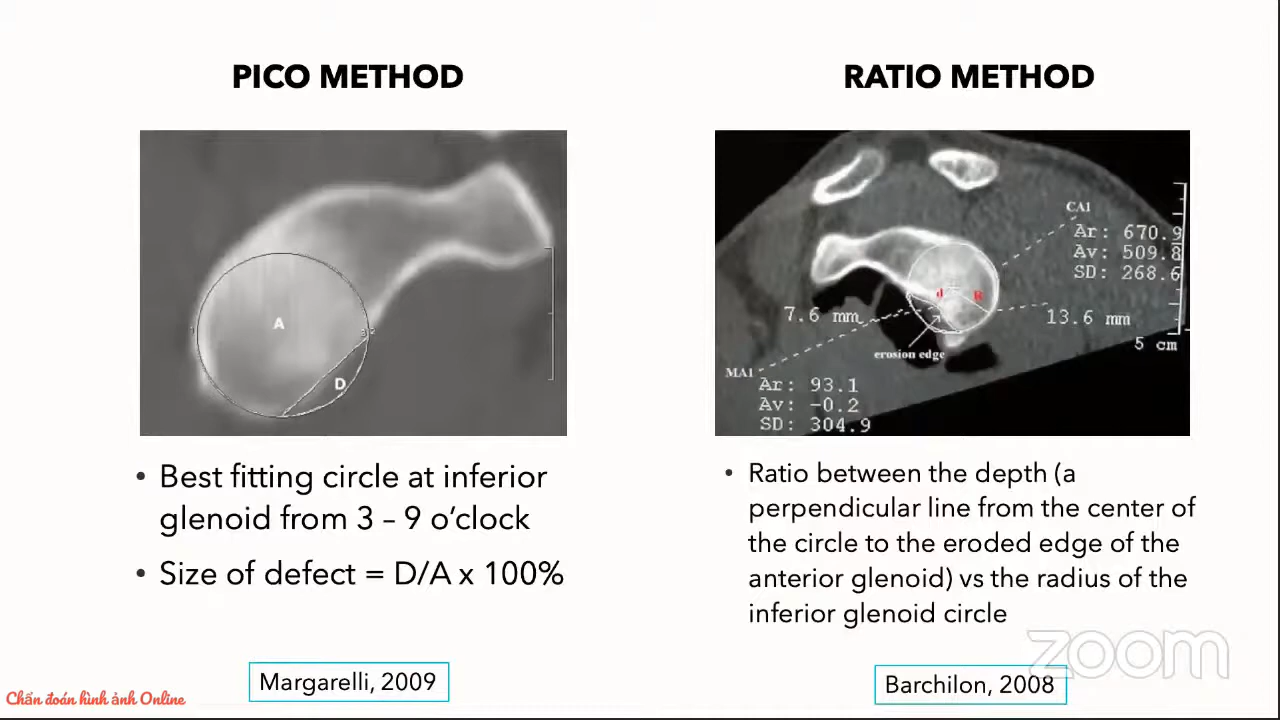 PICO METHOD
A
D
• Best fitting circle at inferior
glenoid from 3 – 9 o'clock
• Size of defect = D/A x 100%
Margarelli, 2009
RATIO METHOD
CA1
Ar: 670.9
Av: 509.8
SD: 268.6
d
R
7.6 mm
13.6 mm
5 cm
erosion edge
MA1
Ar: 93.1
Av: -0.2
SD: 304.9
• Ratio between the depth (a
perpendicular line from the center of
the circle to the eroded edge of the
anterior glenoid) vs the radius of the
inferior glenoid circle
Barchilon, 2008
zoom
Chẩn đoán hình ảnh Online